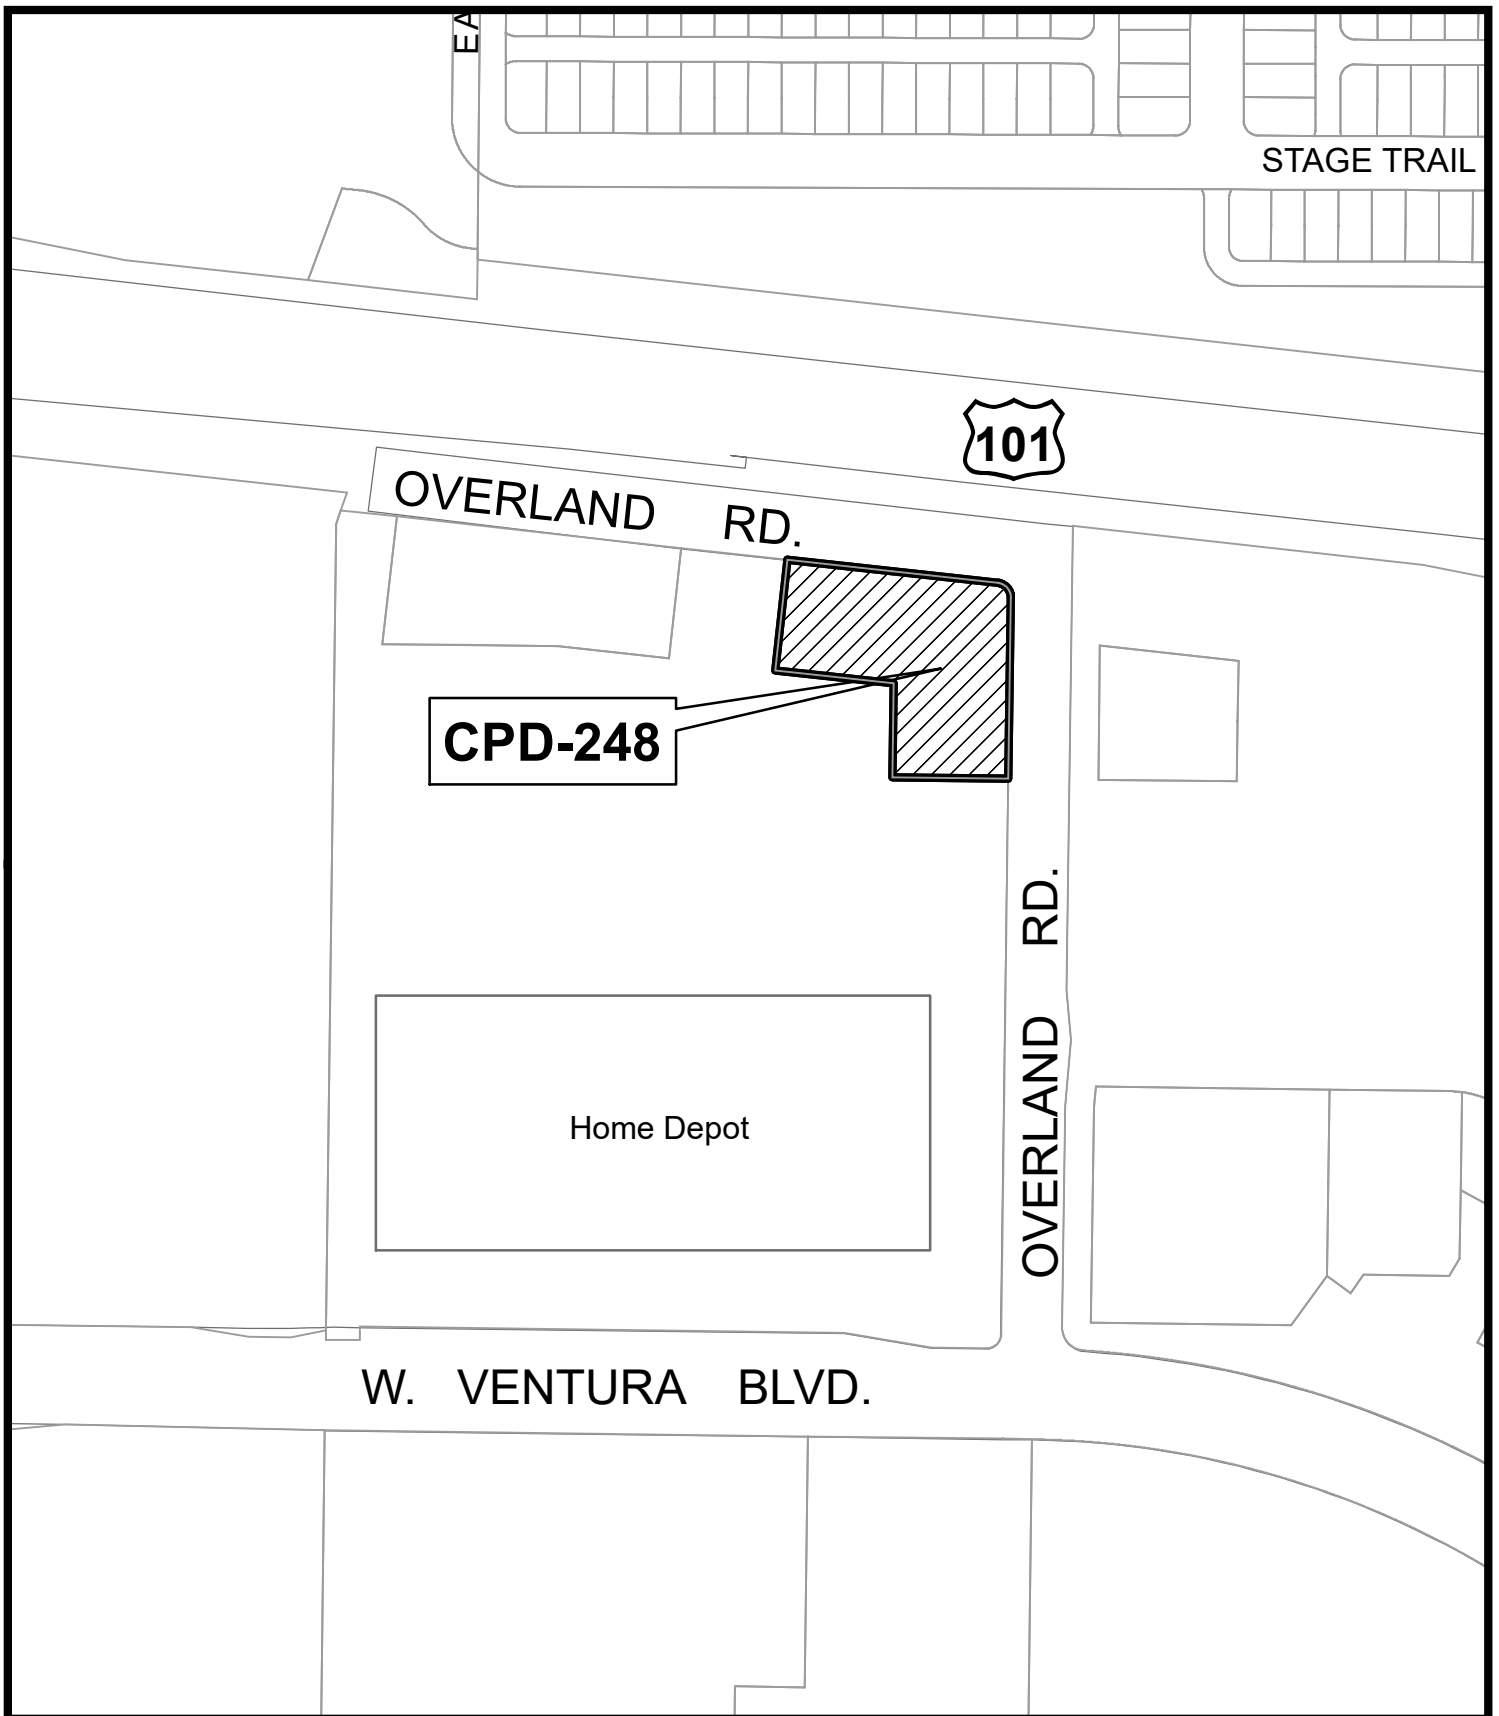 EA
STAGE TRAIL
101
OVERLAND RD.
CPD-248
OVERLAND RD.
Home Depot
W. VENTURA BLVD.